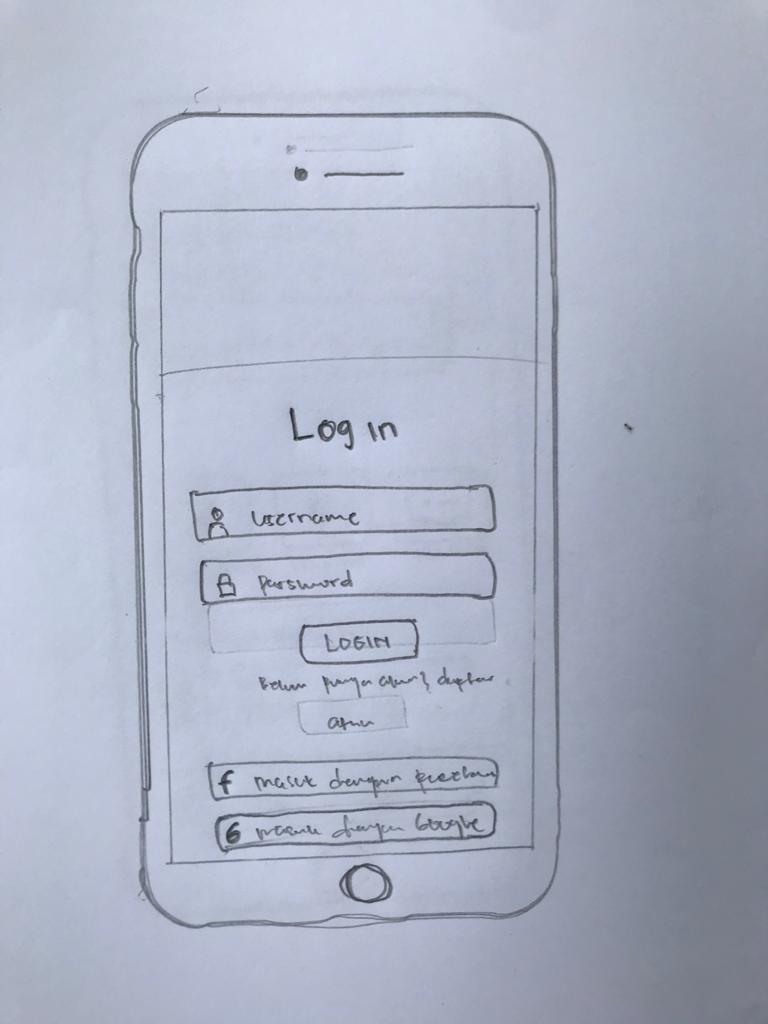 Log in
Username
Password
LOGIN
Belum punya akun? daftar
akun
f masuk dengan facebook
G masuk dengan Google